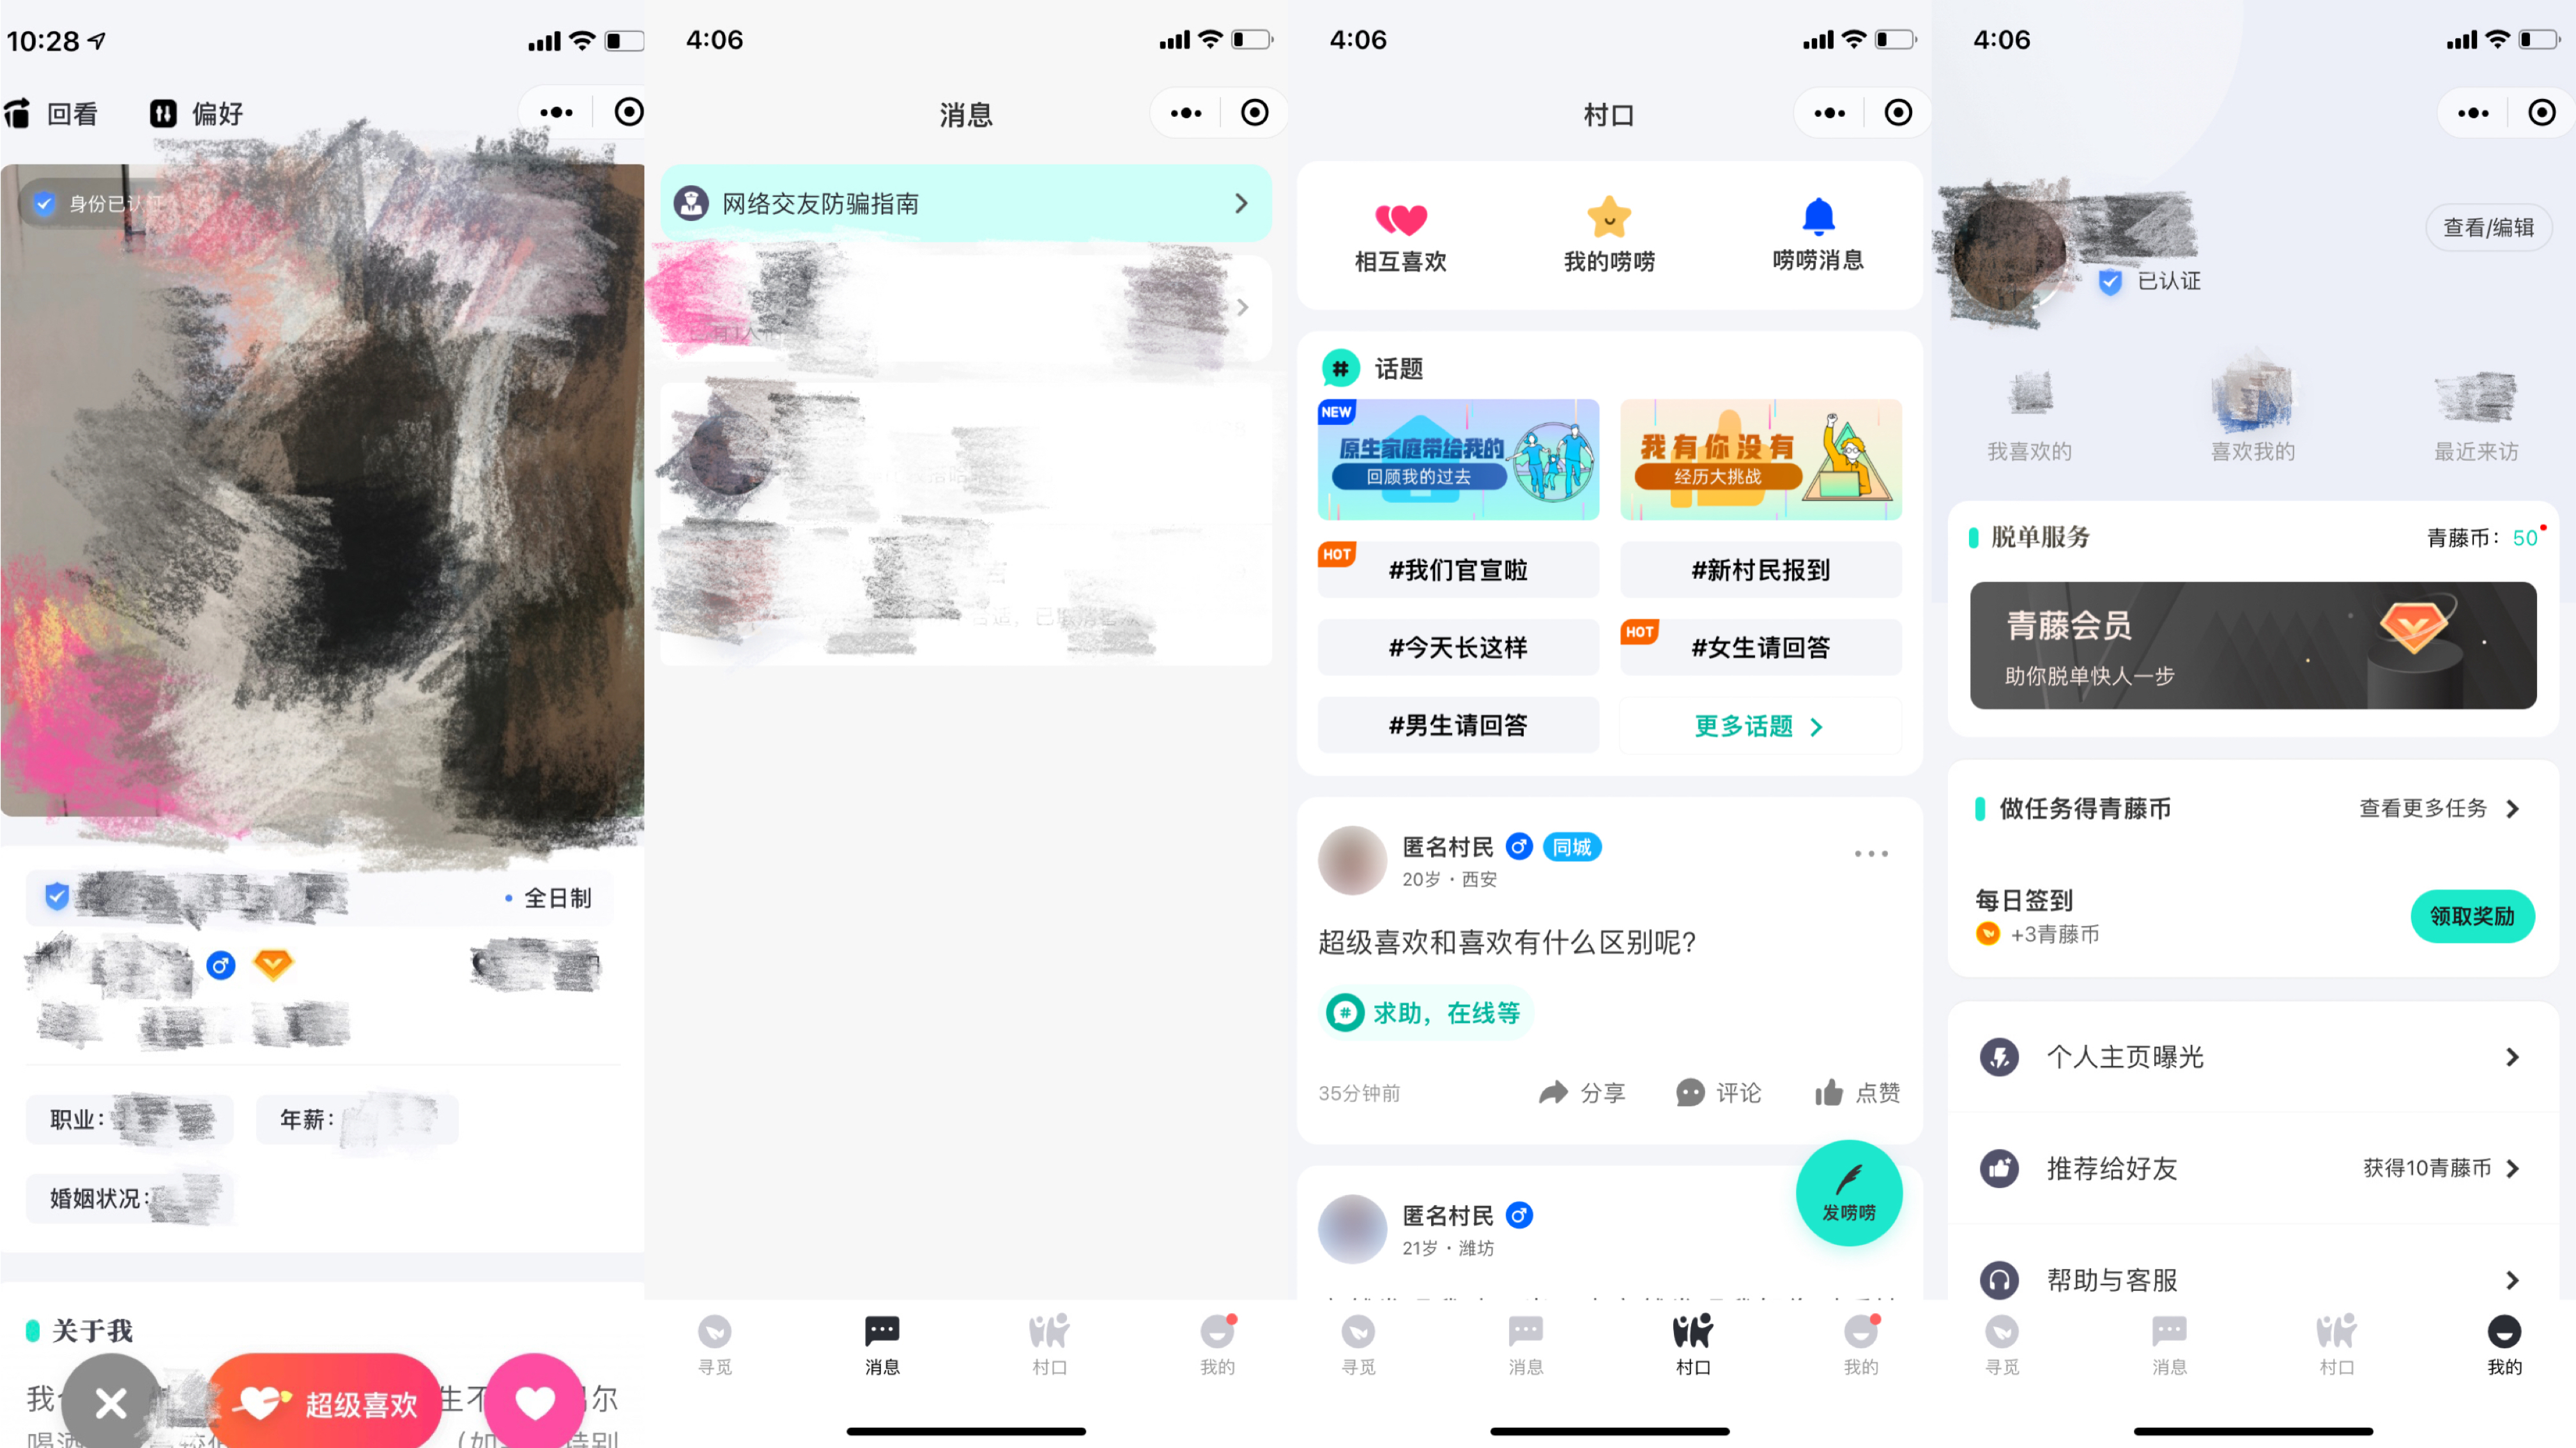 10:28
回看
偏好
身份已
全日制
职业:
年薪:
婚姻状况:
关于我
我
生不
尔
超级喜欢
(如
特别
4:06
消息
网络交友防骗指南
寻觅
消息
村口
我的
4:06
村口
相互喜欢
我的唠唠
唠唠消息
# 话题
NEW
原生家庭带给我的
回顾我的过去
我有你没有
经历大挑战
HOT
#我们官宣啦
#新村民报到
#今天长这样
HOT
#女生请回答
#男生请回答
更多话题
匿名村民
同城
20岁·西安
超级喜欢和喜欢有什么区别呢?
# 求助，在线等
35分钟前
分享
评论
点赞
匿名村民
21岁·潍坊
发唠唠
寻觅
消息
村口
我的
4:06
查看/编辑
已认证
我喜欢的
喜欢我的
最近来访
脱单服务
青藤币：50
青藤会员
助你脱单快人一步
做任务得青藤币
查看更多任务
每日签到
+3青藤币
领取奖励
个人主页曝光
推荐给好友
获得10青藤币
帮助与客服
寻觅
消息
村口
我的